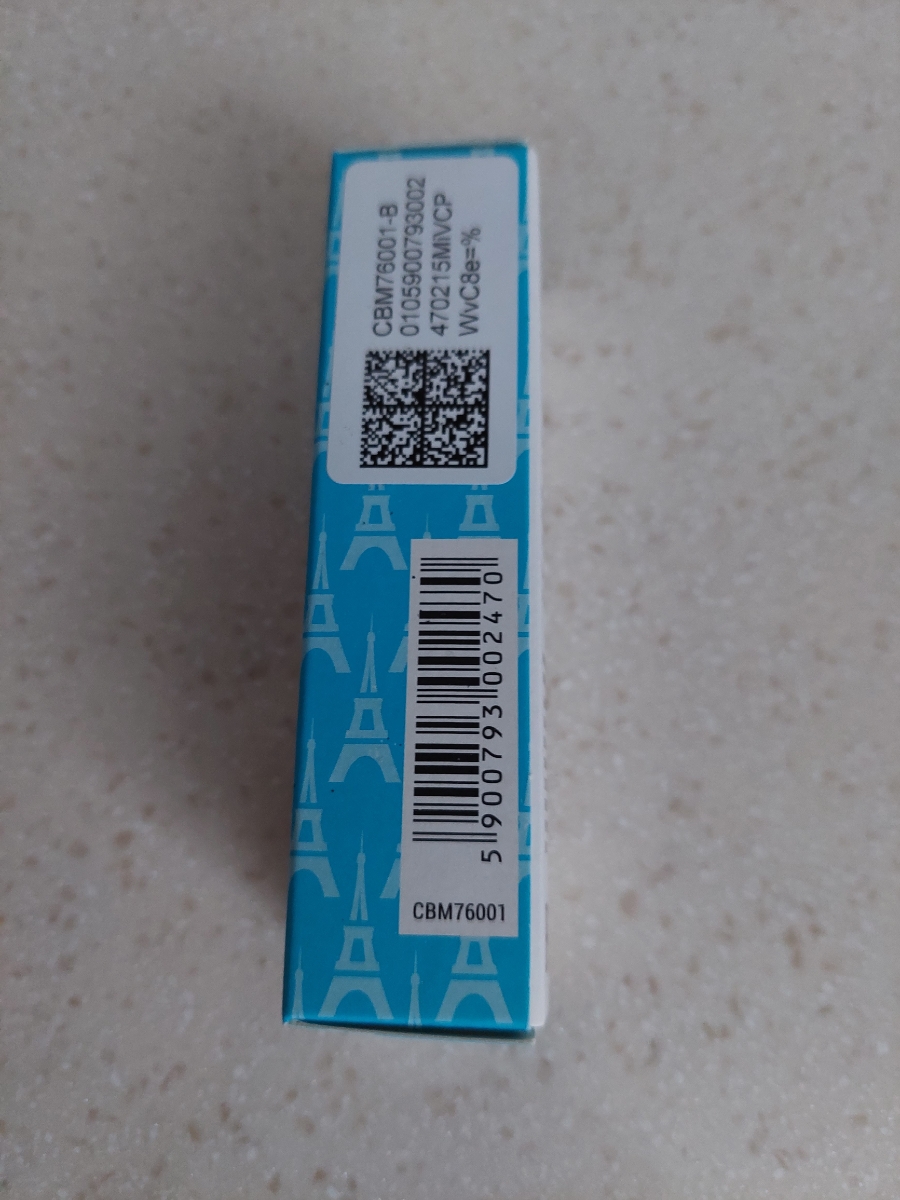 CBM76001-B
0105900793002
470215MiVCP
WvC8e=%
5 900793 002470
CBM76001